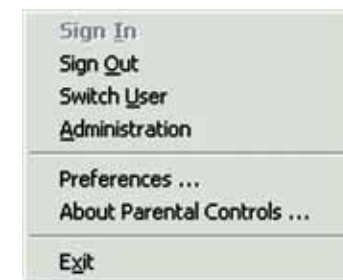 Sign In
Sign Out
Switch User
Administration
Preferences ...
About Parental Controls ...
Exit